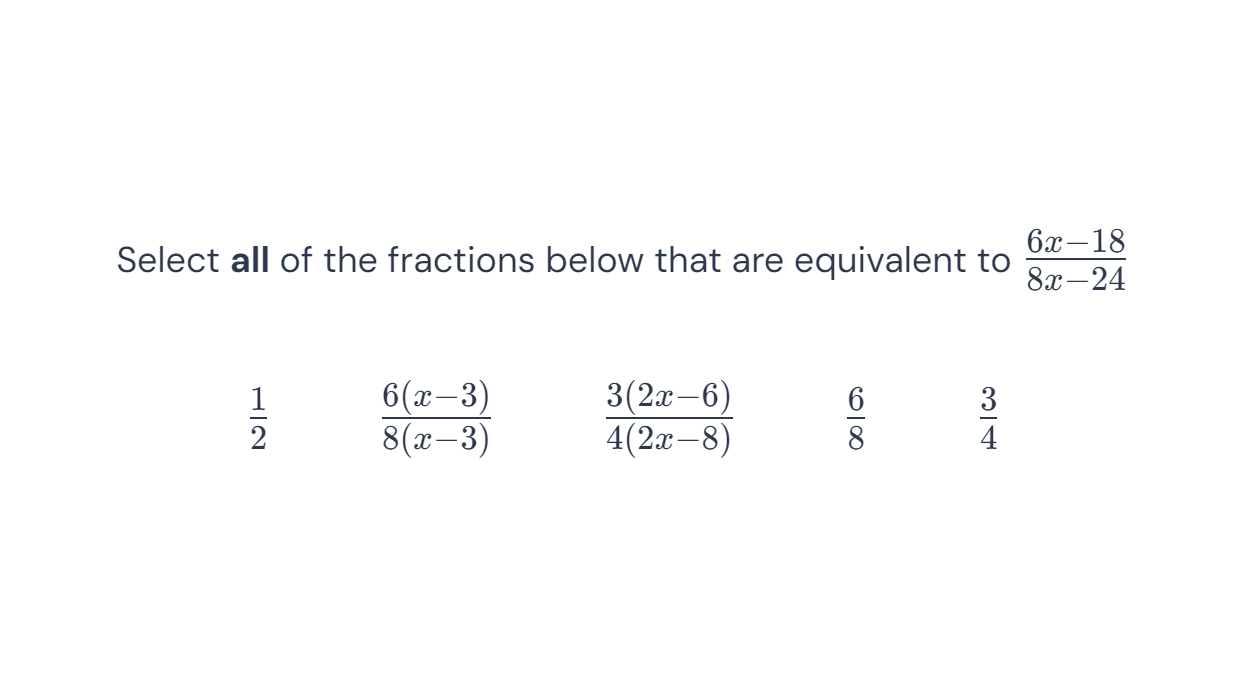 Select all of the fractions below that are equivalent to \frac{6x-18}{8x-24}
\frac{1}{2} \frac{6(x-3)}{8(x-3)} \frac{3(2x-6)}{4(2x-8)} \frac{6}{8} \frac{3}{4}